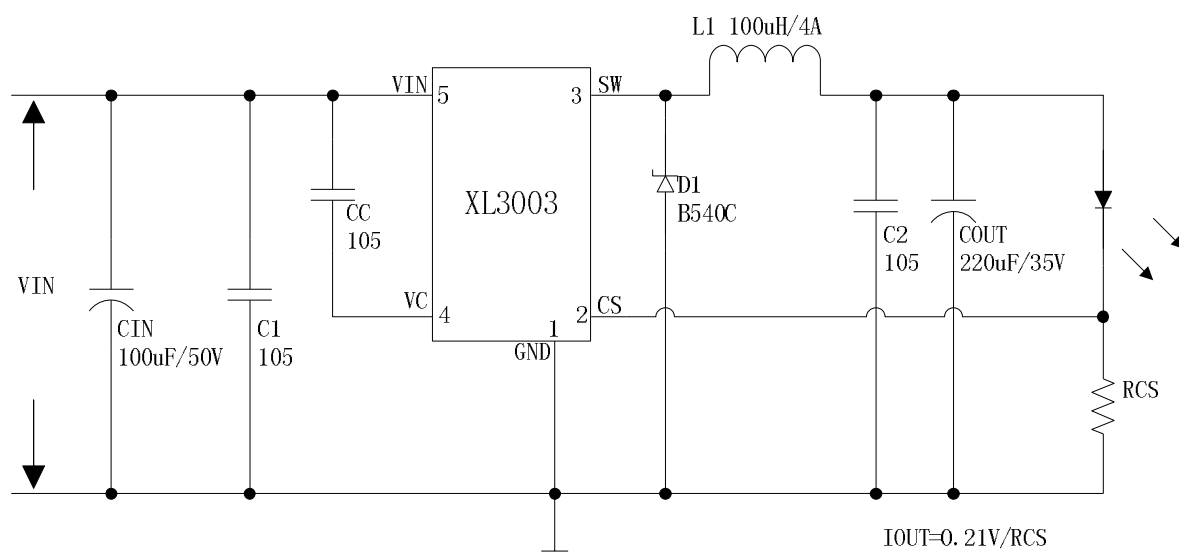 L1 100uH/4A
VIN
5
3
SW
XL3003
D1
B540C
CC
105
C2
105
COUT
220uF/35V
VIN
VC
4
2
CS
1
GND
CIN
100uF/50V
C1
105
RCS
IOUT=0.21V/RCS